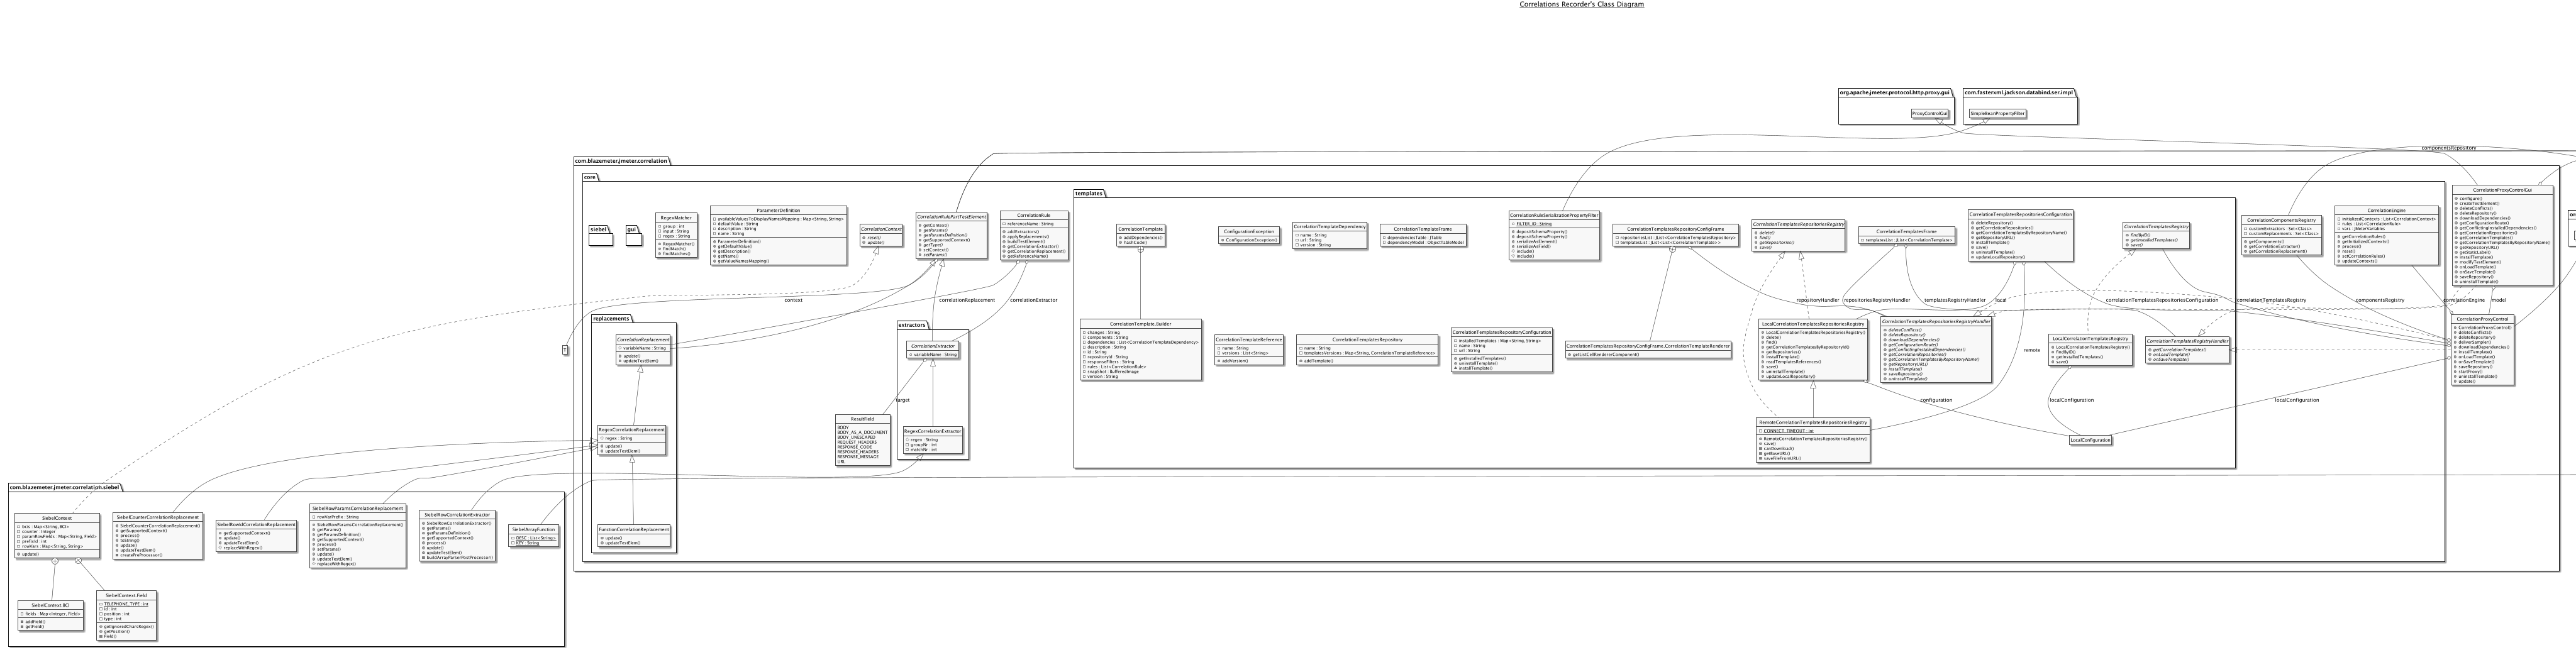 Correlations Recorder's Class Diagram
org.apache.jmeter.protocol.http.proxy.gui
ProxyControlGui
com.fasterxml.jackson.databind.ser.impl
SimpleBeanPropertyFilter
com.blazemeter.jmeter.correlation
componentsRepository
core
siebel
gui
RegexMatcher
group : int
input : String
regex : String
RegexMatcher()
findMatch()
findMatches()
ParameterDefinition
availableValuesToDisplayNamesMapping : Map<String, String>
defaultValue : String
description : String
name : String
ParameterDefinition()
getDefaultValue()
getDescription()
getName()
getValueNamesMapping()
CorrelationContext
reset()
update()
CorrelationRulePartTestElement
getContext()
getParams()
getParamsDefinition()
getSupportedContext()
getType()
setContext()
setParams()
CorrelationRule
referenceName : String
addExtractors()
applyReplacements()
buildTestElement()
getCorrelationExtractor()
getCorrelationReplacement()
getReferenceName()
context
correlationReplacement
correlationExtractor
T
replacements
CorrelationReplacement
variableName : String
update()
updateTestElem()
RegexCorrelationReplacement
regex : String
update()
updateTestElem()
FunctionCorrelationReplacement
update()
updateTestElem()
extractors
CorrelationExtractor
variableName : String
target
RegexCorrelationExtractor
regex : String
groupNr : int
matchNr : int
ResultField
BODY
BODY_AS_A_DOCUMENT
BODY_UNESCAPED
REQUEST_HEADERS
RESPONSE_CODE
RESPONSE_HEADERS
RESPONSE_MESSAGE
URL
templates
CorrelationTemplate
addDependencies()
hashCode()
ConfigurationException
ConfigurationException()
CorrelationTemplateDependency
name : String
url : String
version : String
CorrelationTemplateFrame
dependenciesTable : JTable
dependencyModel : ObjectTableModel
CorrelationRuleSerializationPropertyFilter
FILTER_ID : String
depositSchemaProperty()
depositSchemaProperty()
serializeAsElement()
serializeAsField()
include()
include()
CorrelationTemplatesRepositoryConfigFrame
repositoriesList : JList<CorrelationTemplatesRepository>
templatesList : JList<List<CorrelationTemplate>>
CorrelationTemplatesRepositoriesRegistry
delete()
find()
getRepositories()
save()
CorrelationTemplatesFrame
templatesList : JList<CorrelationTemplate>
CorrelationTemplatesRepositoriesConfiguration
deleteRepository()
getCorrelationRepositories()
getCorrelationTemplatesByRepositoryName()
getRepositoryURL()
installTemplate()
save()
uninstallTemplate()
updateLocalRepository()
CorrelationTemplatesRegistry
findByID()
getInstalledTemplates()
save()
repositoryHandler
repositoriesRegistryHandler
templatesRegistryHandler
local
correlationTemplatesRepositoriesConfiguration
correlationTemplatesRegistry
CorrelationTemplate.Builder
changes : String
components : String
dependencies : List<CorrelationTemplateDependency>
description : String
id : String
repositoryId : String
responseFilters : String
rules : List<CorrelationRule>
snapshot : BufferedImage
version : String
CorrelationTemplateReference
name : String
versions : List<String>
addVersion()
CorrelationTemplatesRepository
name : String
templatesVersions : Map<String, CorrelationTemplateReference>
addTemplate()
CorrelationTemplatesRepositoryConfiguration
installedTemplates : Map<String, String>
name : String
url : String
getInstalledTemplates()
uninstallTemplate()
installTemplate()
CorrelationTemplatesRepositoryConfigFrame.CorrelationTemplateRenderer
getListCellRendererComponent()
LocalCorrelationTemplatesRepositoriesRegistry
LocalCorrelationTemplatesRepositoriesRegistry()
delete()
find()
getCorrelationTemplatesByRepositoryId()
getRepositories()
installTemplate()
readTemplatesReferences()
save()
uninstallTemplate()
updateLocalRepository()
CorrelationTemplatesRepositoriesRegistryHandler
deleteConflicts()
deleteRepository()
downloadDependencies()
getConfigurationRoute()
getConflictingInstalledDependencies()
getCorrelationRepositories()
getCorrelationTemplatesByRepositoryName()
getRepositoryURL()
installTemplate()
saveRepository()
uninstallTemplate()
remote
LocalCorrelationTemplatesRegistry
LocalCorrelationTemplatesRegistry()
findByID()
getInstalledTemplates()
save()
CorrelationTemplatesRegistryHandler
getCorrelationTemplates()
onLoadTemplate()
onSaveTemplate()
configuration
localConfiguration
RemoteCorrelationTemplatesRepositoriesRegistry
CONNECT_TIMEOUT : int
RemoteCorrelationTemplatesRepositoriesRegistry()
save()
canDownload()
getBaseURL()
saveFileFromURL()
LocalConfiguration
CorrelationComponentsRegistry
customExtractors : Set<Class>
customReplacements : Set<Class>
getComponents()
getCorrelationExtractor()
getCorrelationReplacement()
CorrelationEngine
initializedContexts : List<CorrelationContext>
rules : List<CorrelationRule>
vars : JMeterVariables
getCorrelationRules()
getInitializedContexts()
process()
reset()
setCorrelationRules()
updateContexts()
CorrelationProxyControlGui
configure()
createTestElement()
deleteConflicts()
deleteRepository()
downloadDependencies()
getConfigurationRoute()
getConflictingInstalledDependencies()
getCorrelationRepositories()
getCorrelationTemplates()
getCorrelationTemplatesByRepositoryName()
getRepositoryURL()
getStaticLabel()
installTemplate()
modifyTestElement()
onLoadTemplate()
onSaveTemplate()
saveRepository()
uninstallTemplate()
componentsRegistry
correlationEngine
model
CorrelationProxyControl
CorrelationProxyControl()
deleteConflicts()
deleteRepository()
deliverSampler()
downloadDependencies()
installTemplate()
onLoadTemplate()
onSaveTemplate()
saveRepository()
startProxy()
uninstallTemplate()
update()
localConfiguration
com.blazemeter.jmeter.correlation.siebel
SiebelContext
bcis : Map<String, BCI>
counter : Integer
paramRowFields : Map<String, Field>
prefixId : int
rowVars : Map<String, String>
update()
SiebelCounterCorrelationReplacement
SiebelCounterCorrelationReplacement()
getSupportedContext()
process()
toString()
update()
updateTestElem()
createPreProcessor()
SiebelRowIdCorrelationReplacement
getSupportedContext()
update()
updateTestElem()
replaceWithRegex()
SiebelRowParamsCorrelationReplacement
rowVarPrefix : String
SiebelRowParamsCorrelationReplacement()
getParams()
getParamsDefinition()
getSupportedContext()
process()
setParams()
update()
updateTestElem()
replaceWithRegex()
SiebelRowCorrelationExtractor
SiebelRowCorrelationExtractor()
getParams()
getParamsDefinition()
getSupportedContext()
process()
update()
updateTestElem()
buildArrayParserPostProcessor()
SiebelArrayFunction
DESC : List<String>
KEY : String
SiebelContext.BCI
fields : Map<Integer, Field>
addField()
getField()
SiebelContext.Field
TELEPHONE_TYPE : int
id : int
position : int
type : int
getIgnoredCharsRegex()
getPosition()
Field()